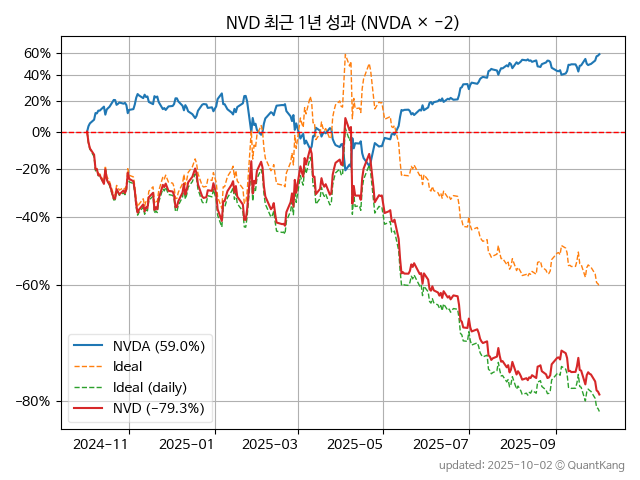 NVD 최근 1년 성과 (NVDA × −2)
60%
40%
20%
0%
−20%
−40%
−60%
−80%
NVDA (59.0%)
Ideal
Ideal (daily)
NVD (−79.3%)
2024−11
2025−01
2025−03
2025−05
2025−07
2025−09
updated: 2025-10-02 © QuantKang